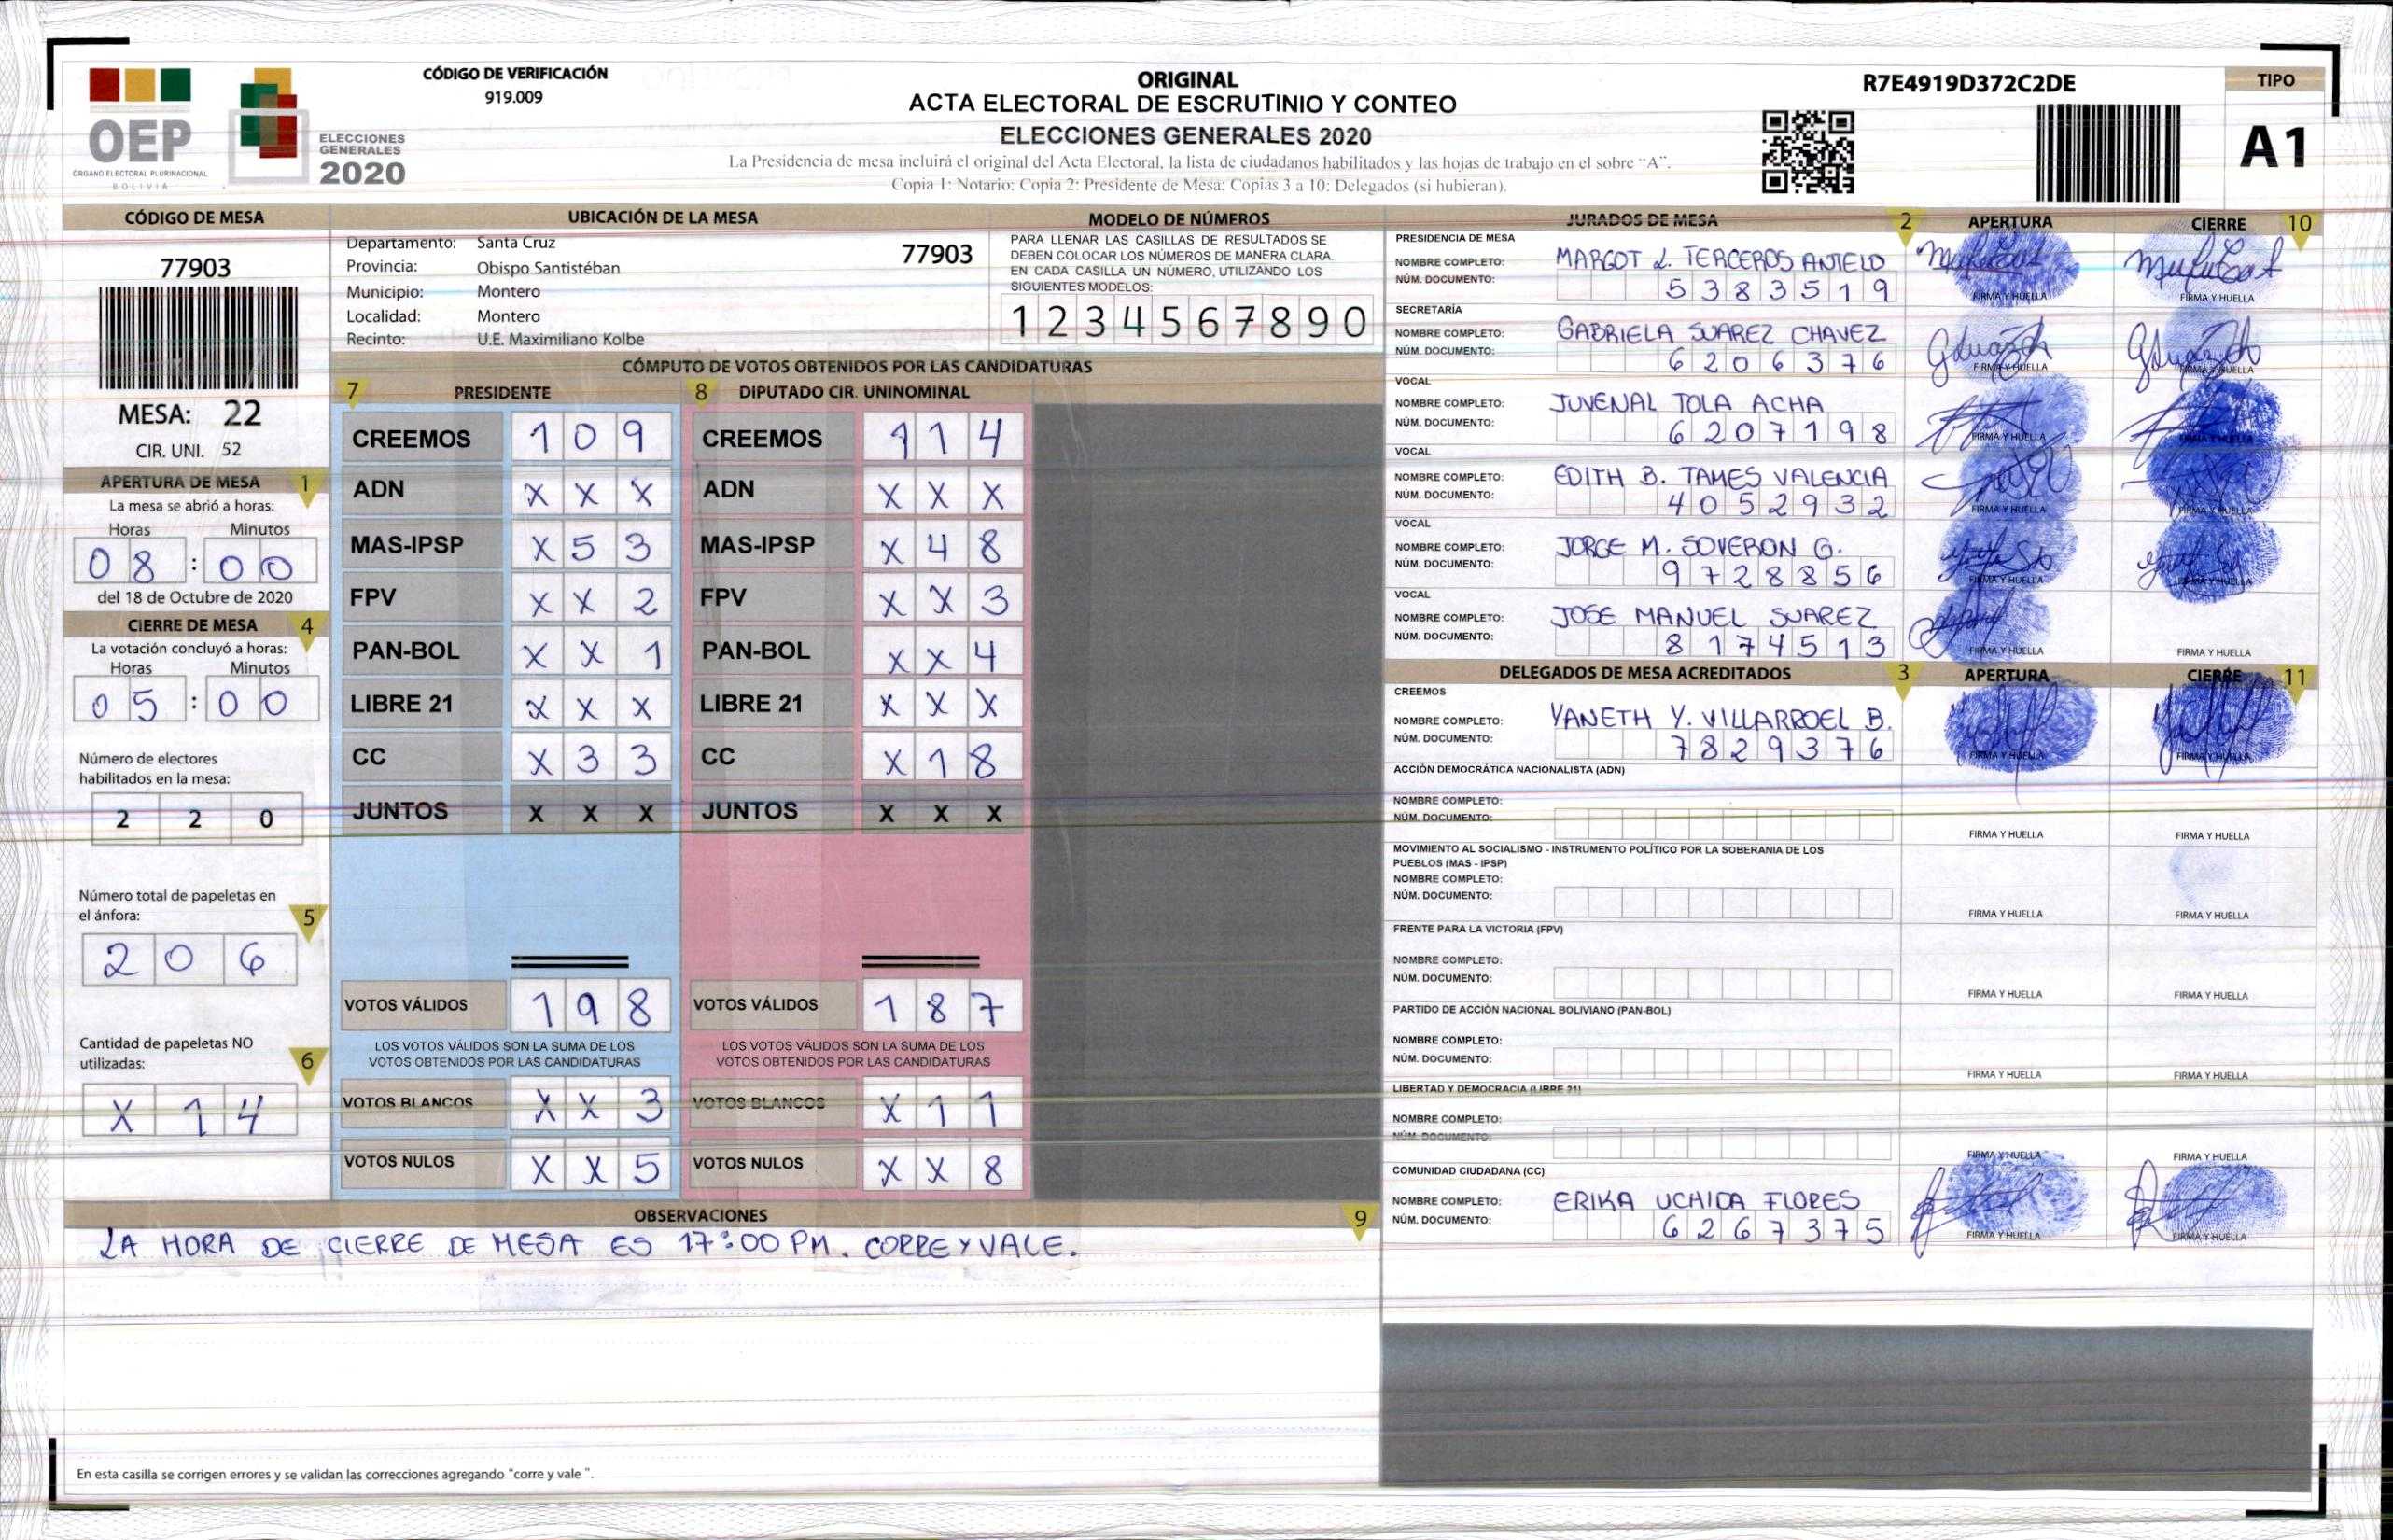 OEP
ÓRGANO ELECTORAL PLURINACIONAL
BOLIVIA
ELECCIONES
GENERALES
2020
CÓDIGO DE VERIFICACIÓN
919.009
ORIGINAL
ACTA ELECTORAL DE ESCRUTINIO Y CONTEO
ELECCIONES GENERALES 2020
La Presidencia de mesa incluirá el original del Acta Electoral, la lista de ciudadanos habilitados y las hojas de trabajo en el sobre "A".
Copia 1: Notario; Copia 2: Presidente de Mesa; Copias 3 a 10: Delegados (si hubieran).
R7E4919D372C2DE
TIPO
A1
CÓDIGO DE MESA
77903
MESA: 22
CIR. UNI. 52
APERTURA DE MESA 1
La mesa se abrió a horas:
Horas Minutos
08 : 00
del 18 de Octubre de 2020
CIERRE DE MESA 4
La votación concluyó a horas:
Horas Minutos
05 : 00
Número de electores
habilitados en la mesa:
2 2 0
Número total de papeletas en
el ánfora: 5
2 0 6
Cantidad de papeletas NO
utilizadas: 6
X 1 4
UBICACIÓN DE LA MESA
Departamento: Santa Cruz 77903
Provincia: Obispo Santistéban
Municipio: Montero
Localidad: Montero
Recinto: U.E. Maximiliano Kolbe
MODELO DE NÚMEROS
PARA LLENAR LAS CASILLAS DE RESULTADOS SE
DEBEN COLOCAR LOS NÚMEROS DE MANERA CLARA.
EN CADA CASILLA UN NÚMERO, UTILIZANDO LOS
SIGUIENTES MODELOS:
1 2 3 4 5 6 7 8 9 0
CÓMPUTO DE VOTOS OBTENIDOS POR LAS CANDIDATURAS
7 PRESIDENTE 8 DIPUTADO CIR. UNINOMINAL
CREEMOS 1 0 9 CREEMOS 1 1 4
ADN X X X ADN X X X
MAS-IPSP X 5 3 MAS-IPSP X 4 8
FPV X X 2 FPV X X 3
PAN-BOL X X 1 PAN-BOL X X 4
LIBRE 21 X X X LIBRE 21 X X X
CC X 3 3 CC X 1 8
JUNTOS X X X JUNTOS X X X
VOTOS VÁLIDOS 1 9 8 VOTOS VÁLIDOS 1 8 7
LOS VOTOS VÁLIDOS SON LA SUMA DE LOS LOS VOTOS VÁLIDOS SON LA SUMA DE LOS
VOTOS OBTENIDOS POR LAS CANDIDATURAS VOTOS OBTENIDOS POR LAS CANDIDATURAS
VOTOS BLANCOS X X 3 VOTOS BLANCOS X 1 1
VOTOS NULOS X X 5 VOTOS NULOS X X 8
OBSERVACIONES 9
LA HORA DE CIERRE DE MESA ES 17:00 PM. CORRE Y VALE.
En esta casilla se corrigen errores y se validan las correcciones agregando "corre y vale ".
JURADOS DE MESA 2 APERTURA CIERRE 10
PRESIDENCIA DE MESA
NOMBRE COMPLETO: MARGOT L. TERCEROS ANTELO
NÚM. DOCUMENTO: 5383519
FIRMA Y HUELLA FIRMA Y HUELLA
SECRETARÍA
NOMBRE COMPLETO: GABRIELA SUAREZ CHAVEZ
NÚM. DOCUMENTO: 6206376
FIRMA Y HUELLA FIRMA Y HUELLA
VOCAL
NOMBRE COMPLETO: JUVENAL TOLA ACHA
NÚM. DOCUMENTO: 6207198
FIRMA Y HUELLA FIRMA Y HUELLA
VOCAL
NOMBRE COMPLETO: EDITH B. TAMES VALENCIA
NÚM. DOCUMENTO: 4052932
FIRMA Y HUELLA FIRMA Y HUELLA
VOCAL
NOMBRE COMPLETO: JORGE M. SOVERON G.
NÚM. DOCUMENTO: 9728856
FIRMA Y HUELLA FIRMA Y HUELLA
VOCAL
NOMBRE COMPLETO: JOSE MANUEL SUAREZ
NÚM. DOCUMENTO: 8174513
FIRMA Y HUELLA FIRMA Y HUELLA
DELEGADOS DE MESA ACREDITADOS 3 APERTURA CIERRE 11
CREEMOS
NOMBRE COMPLETO: YANETH Y. VILLARROEL B.
NÚM. DOCUMENTO: 7829376
FIRMA Y HUELLA FIRMA Y HUELLA
ACCIÓN DEMOCRÁTICA NACIONALISTA (ADN)
NOMBRE COMPLETO:
NÚM. DOCUMENTO:
FIRMA Y HUELLA FIRMA Y HUELLA
MOVIMIENTO AL SOCIALISMO - INSTRUMENTO POLÍTICO POR LA SOBERANIA DE LOS
PUEBLOS (MAS - IPSP)
NOMBRE COMPLETO:
NÚM. DOCUMENTO:
FIRMA Y HUELLA FIRMA Y HUELLA
FRENTE PARA LA VICTORIA (FPV)
NOMBRE COMPLETO:
NÚM. DOCUMENTO:
FIRMA Y HUELLA FIRMA Y HUELLA
PARTIDO DE ACCIÓN NACIONAL BOLIVIANO (PAN-BOL)
NOMBRE COMPLETO:
NÚM. DOCUMENTO:
FIRMA Y HUELLA FIRMA Y HUELLA
LIBERTAD Y DEMOCRACIA (LIBRE 21)
NOMBRE COMPLETO:
NÚM. DOCUMENTO:
FIRMA Y HUELLA FIRMA Y HUELLA
COMUNIDAD CIUDADANA (CC)
NOMBRE COMPLETO: ERIKA UCHIDA FLORES
NÚM. DOCUMENTO: 6267375
FIRMA Y HUELLA FIRMA Y HUELLA